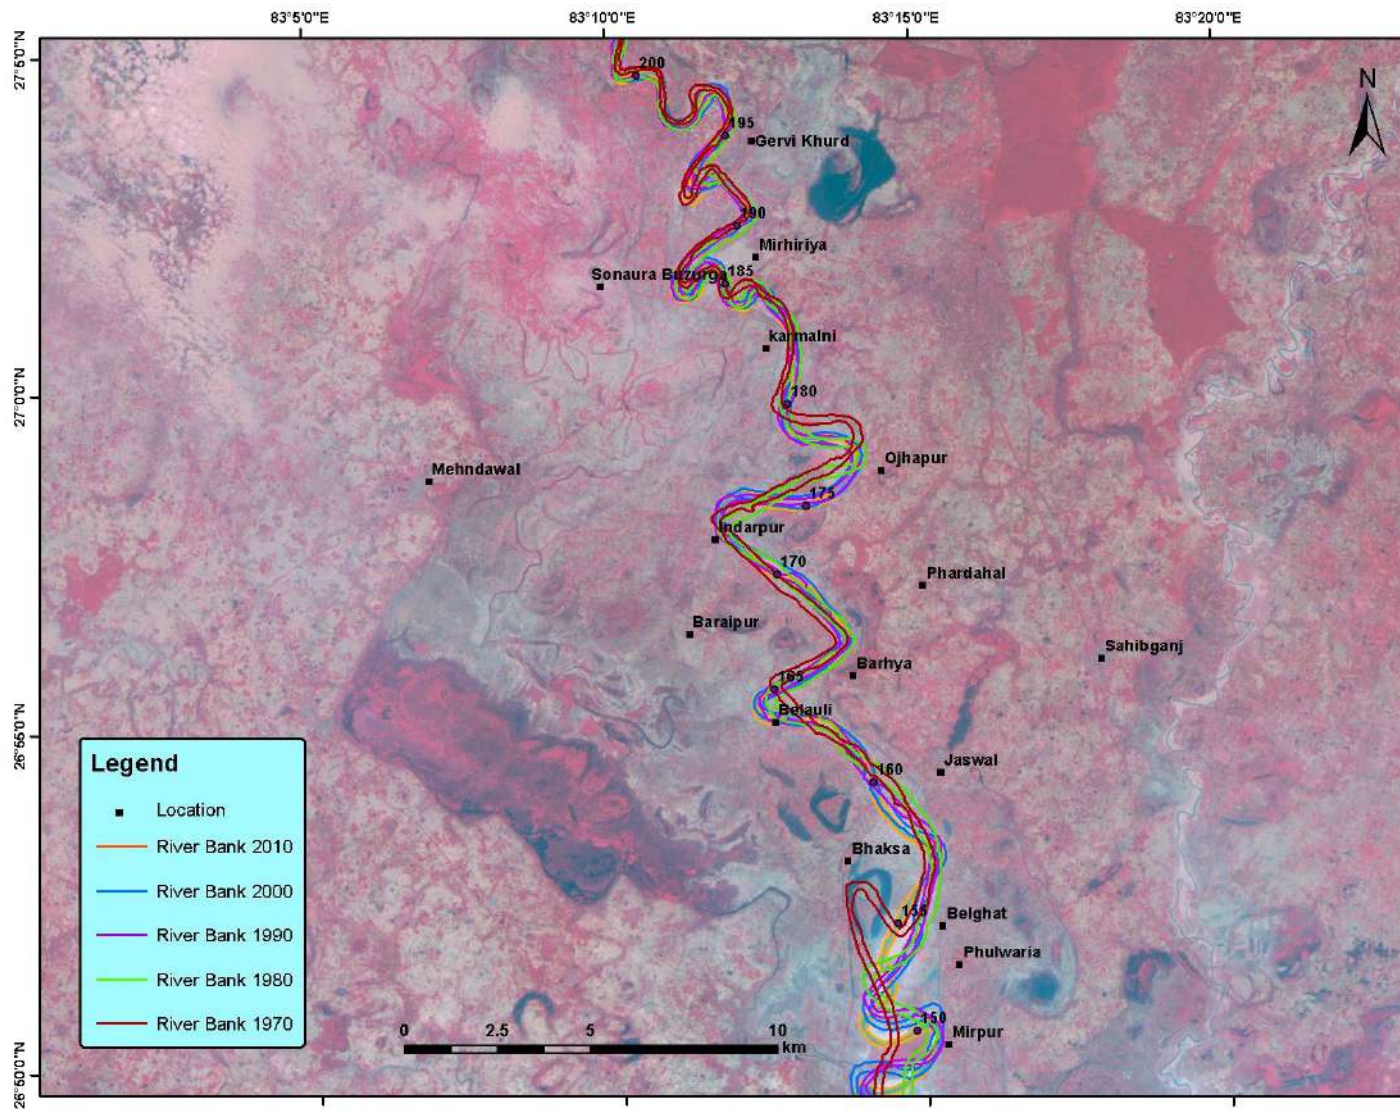 83°5'0"E 83°10'0"E 83°15'0"E 83°20'0"E
27°5'0"N
200
N
195
Gervi Khurd
190
Mirhiriya
185
Sonaura Buzurga
karmalni
27°0'0"N
180
Ojhapur
Mehndawal
175
Indarpur
170
Phardahal
Baraipur
Sahibganj
Barhya
165
Belauli
26°55'0"N
Jaswal
160
Bhaksa
155
Belghat
Phulwaria
150
Mirpur
26°50'0"N
Legend
Location
River Bank 2010
River Bank 2000
River Bank 1990
River Bank 1980
River Bank 1970
0 2.5 5 10
km